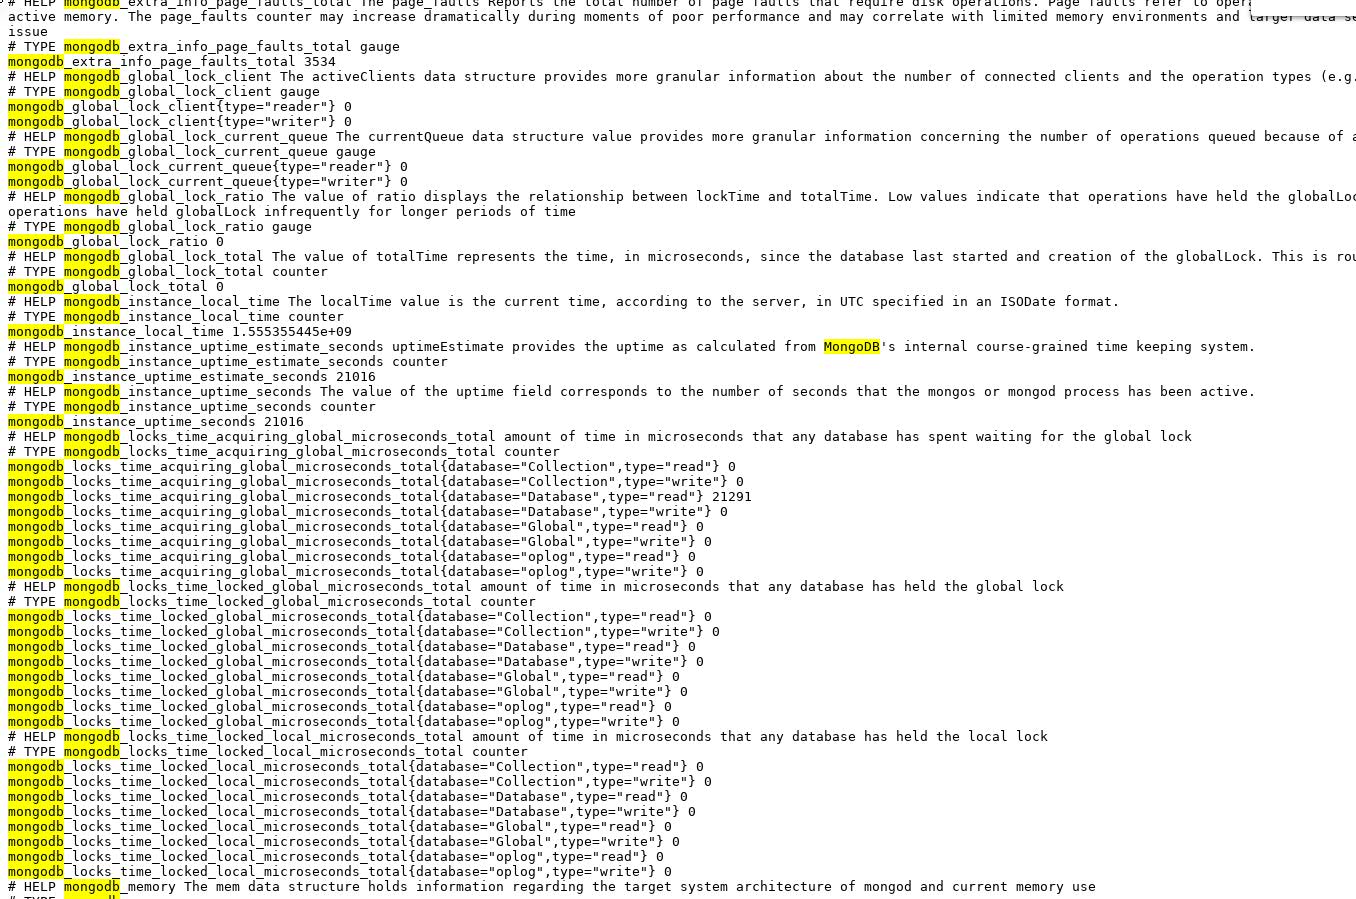 # HELP mongodb_extra_info_page_faults_total The page_faults Reports the total number of page faults that require disk operations. Page faults refer to
active memory. The page_faults counter may increase dramatically during moments of poor performance and may correlate with limited memory environments and larger data
issue
# TYPE mongodb_extra_info_page_faults_total gauge
mongodb_extra_info_page_faults_total 3534
# HELP mongodb_global_lock_client The activeClients data structure provides more granular information about the number of connected clients and the operation types (e.g.
# TYPE mongodb_global_lock_client gauge
mongodb_global_lock_client{type="reader"} 0
mongodb_global_lock_client{type="writer"} 0
# HELP mongodb_global_lock_current_queue The currentQueue data structure value provides more granular information concerning the number of operations queued because of a
# TYPE mongodb_global_lock_current_queue gauge
mongodb_global_lock_current_queue{type="reader"} 0
mongodb_global_lock_current_queue{type="writer"} 0
# HELP mongodb_global_lock_ratio The value of ratio displays the relationship between lockTime and totalTime. Low values indicate that operations have held the globalLoc
operations have held globalLock infrequently for longer periods of time
# TYPE mongodb_global_lock_ratio gauge
mongodb_global_lock_ratio 0
# HELP mongodb_global_lock_total The value of totalTime represents the time, in microseconds, since the database last started and creation of the globalLock. This is rou
# TYPE mongodb_global_lock_total counter
mongodb_global_lock_total 0
# HELP mongodb_instance_local_time The localTime value is the current time, according to the server, in UTC specified in an ISODate format.
# TYPE mongodb_instance_local_time counter
mongodb_instance_local_time 1.555355445e+09
# HELP mongodb_instance_uptime_estimate_seconds uptimeEstimate provides the uptime as calculated from MongoDB's internal course-grained time keeping system.
# TYPE mongodb_instance_uptime_estimate_seconds counter
mongodb_instance_uptime_estimate_seconds 21016
# HELP mongodb_instance_uptime_seconds The value of the uptime field corresponds to the number of seconds that the mongos or mongod process has been active.
# TYPE mongodb_instance_uptime_seconds counter
mongodb_instance_uptime_seconds 21016
# HELP mongodb_locks_time_acquiring_global_microseconds_total amount of time in microseconds that any database has spent waiting for the global lock
# TYPE mongodb_locks_time_acquiring_global_microseconds_total counter
mongodb_locks_time_acquiring_global_microseconds_total{database="Collection",type="read"} 0
mongodb_locks_time_acquiring_global_microseconds_total{database="Collection",type="write"} 0
mongodb_locks_time_acquiring_global_microseconds_total{database="Database",type="read"} 21291
mongodb_locks_time_acquiring_global_microseconds_total{database="Database",type="write"} 0
mongodb_locks_time_acquiring_global_microseconds_total{database="Global",type="read"} 0
mongodb_locks_time_acquiring_global_microseconds_total{database="Global",type="write"} 0
mongodb_locks_time_acquiring_global_microseconds_total{database="oplog",type="read"} 0
mongodb_locks_time_acquiring_global_microseconds_total{database="oplog",type="write"} 0
# HELP mongodb_locks_time_locked_global_microseconds_total amount of time in microseconds that any database has held the global lock
# TYPE mongodb_locks_time_locked_global_microseconds_total counter
mongodb_locks_time_locked_global_microseconds_total{database="Collection",type="read"} 0
mongodb_locks_time_locked_global_microseconds_total{database="Collection",type="write"} 0
mongodb_locks_time_locked_global_microseconds_total{database="Database",type="read"} 0
mongodb_locks_time_locked_global_microseconds_total{database="Database",type="write"} 0
mongodb_locks_time_locked_global_microseconds_total{database="Global",type="read"} 0
mongodb_locks_time_locked_global_microseconds_total{database="Global",type="write"} 0
mongodb_locks_time_locked_global_microseconds_total{database="oplog",type="read"} 0
mongodb_locks_time_locked_global_microseconds_total{database="oplog",type="write"} 0
# HELP mongodb_locks_time_locked_local_microseconds_total amount of time in microseconds that any database has held the local lock
# TYPE mongodb_locks_time_locked_local_microseconds_total counter
mongodb_locks_time_locked_local_microseconds_total{database="Collection",type="read"} 0
mongodb_locks_time_locked_local_microseconds_total{database="Collection",type="write"} 0
mongodb_locks_time_locked_local_microseconds_total{database="Database",type="read"} 0
mongodb_locks_time_locked_local_microseconds_total{database="Database",type="write"} 0
mongodb_locks_time_locked_local_microseconds_total{database="Global",type="read"} 0
mongodb_locks_time_locked_local_microseconds_total{database="Global",type="write"} 0
mongodb_locks_time_locked_local_microseconds_total{database="oplog",type="read"} 0
mongodb_locks_time_locked_local_microseconds_total{database="oplog",type="write"} 0
# HELP mongodb_memory The mem data structure holds information regarding the target system architecture of mongod and current memory use